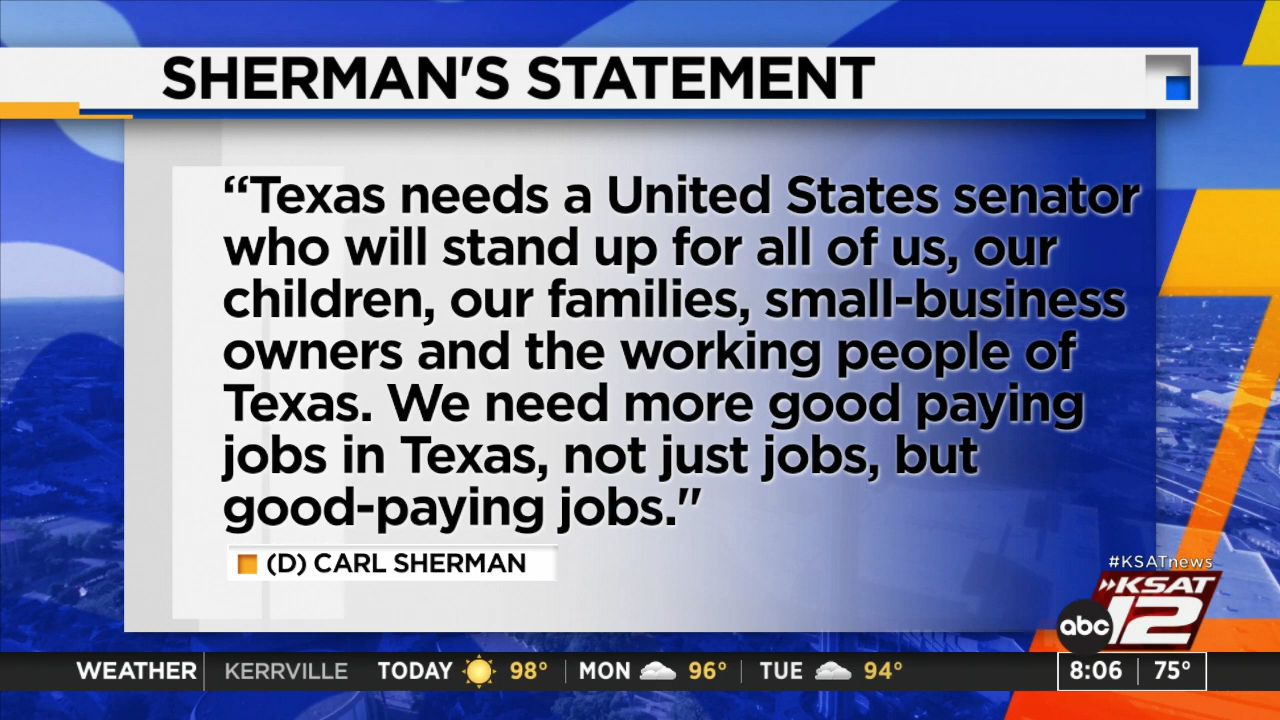 SHERMAN'S STATEMENT
“Texas needs a United States senator
who will stand up for all of us, our
children, our families, small-business
owners and the working people of
Texas. We need more good paying
jobs in Texas, not just jobs, but
good-paying jobs."
(D) CARL SHERMAN
#KSATnews
KSAT
abc 12
WEATHER KERRVILLE TODAY 98° MON 96° TUE 94° 8:06 75°